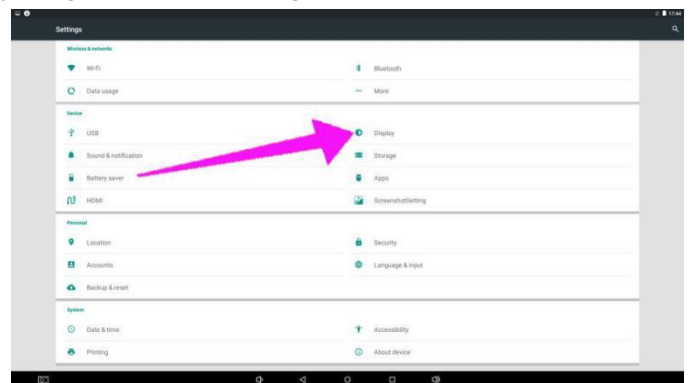 17:44
Settings
Wireless & networks
Wi-Fi
Bluetooth
Data usage
More
Device
USB
Display
Sound & notification
Storage
Battery saver
Apps
HDMI
ScreenshotSetting
Personal
Location
Security
Accounts
Language & input
Backup & reset
System
Date & time
Accessibility
Printing
About device